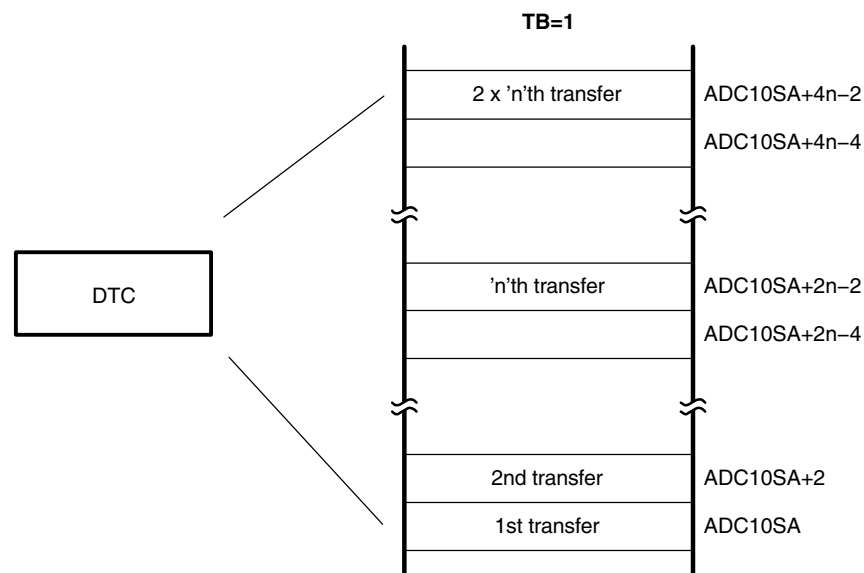 TB=1
2 x ’n’th transfer ADC10SA+4n−2
ADC10SA+4n−4
’n’th transfer ADC10SA+2n−2
DTC
ADC10SA+2n−4
2nd transfer ADC10SA+2
1st transfer ADC10SA